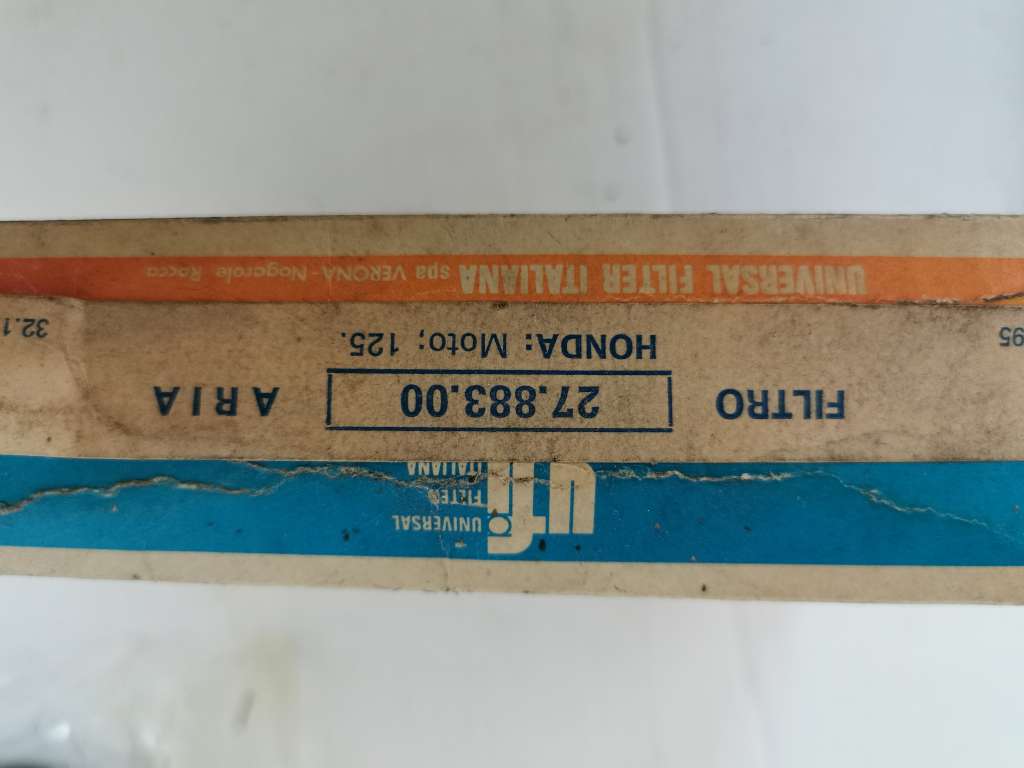 ufi UNIVERSAL
FILTER
ITALIANA
FILTRO 27.883.00 ARIA
HONDA: Moto; 125.
95 32.1
UNIVERSAL FILTER ITALIANA spa VERONA - Nogarole Rocca